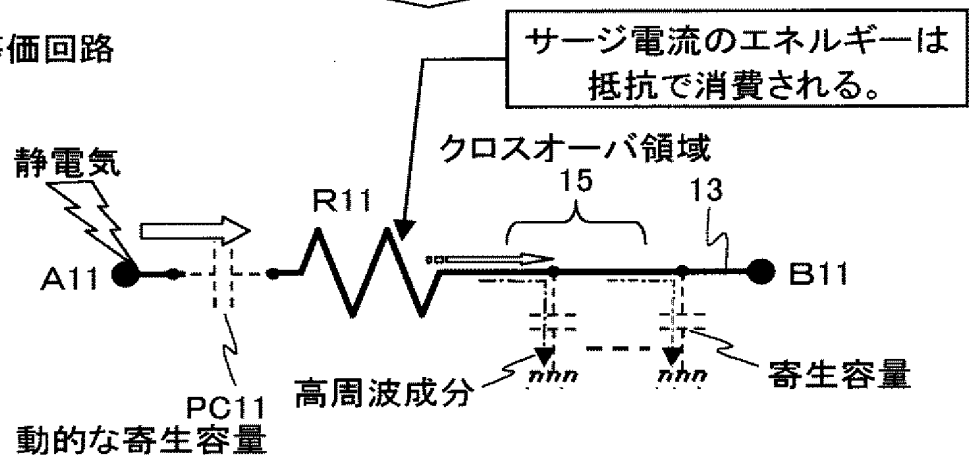 価回路
サージ電流のエネルギーは
抵抗で消費される。
静電気
クロスオーバ領域
R11
15
13
A11
B11
高周波成分
寄生容量
PC11
動的な寄生容量